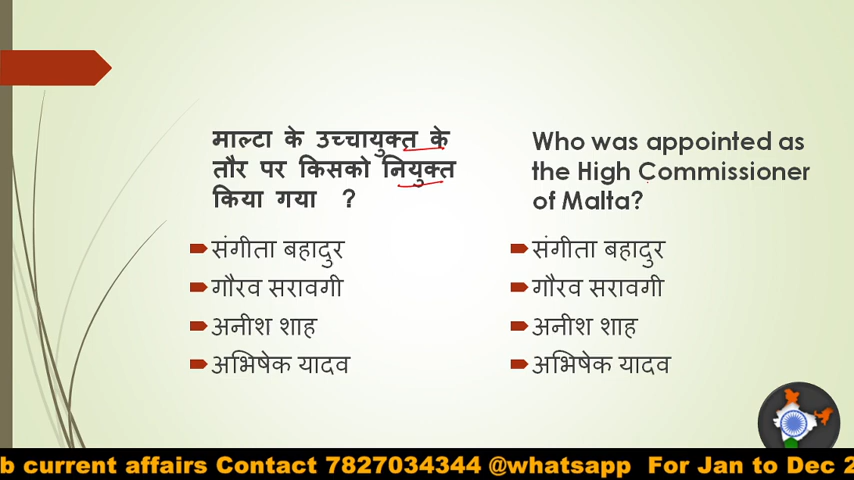 माल्टा के उच्चायुक्त के
तौर पर किसको नियुक्त
किया गया ?
संगीता बहादुर
गौरव सरावगी
अनीश शाह
अभिषेक यादव
Who was appointed as
the High Commissioner
of Malta?
संगीता बहादुर
गौरव सरावगी
अनीश शाह
अभिषेक यादव
b current affairs Contact 7827034344 @whatsapp For Jan to Dec 2